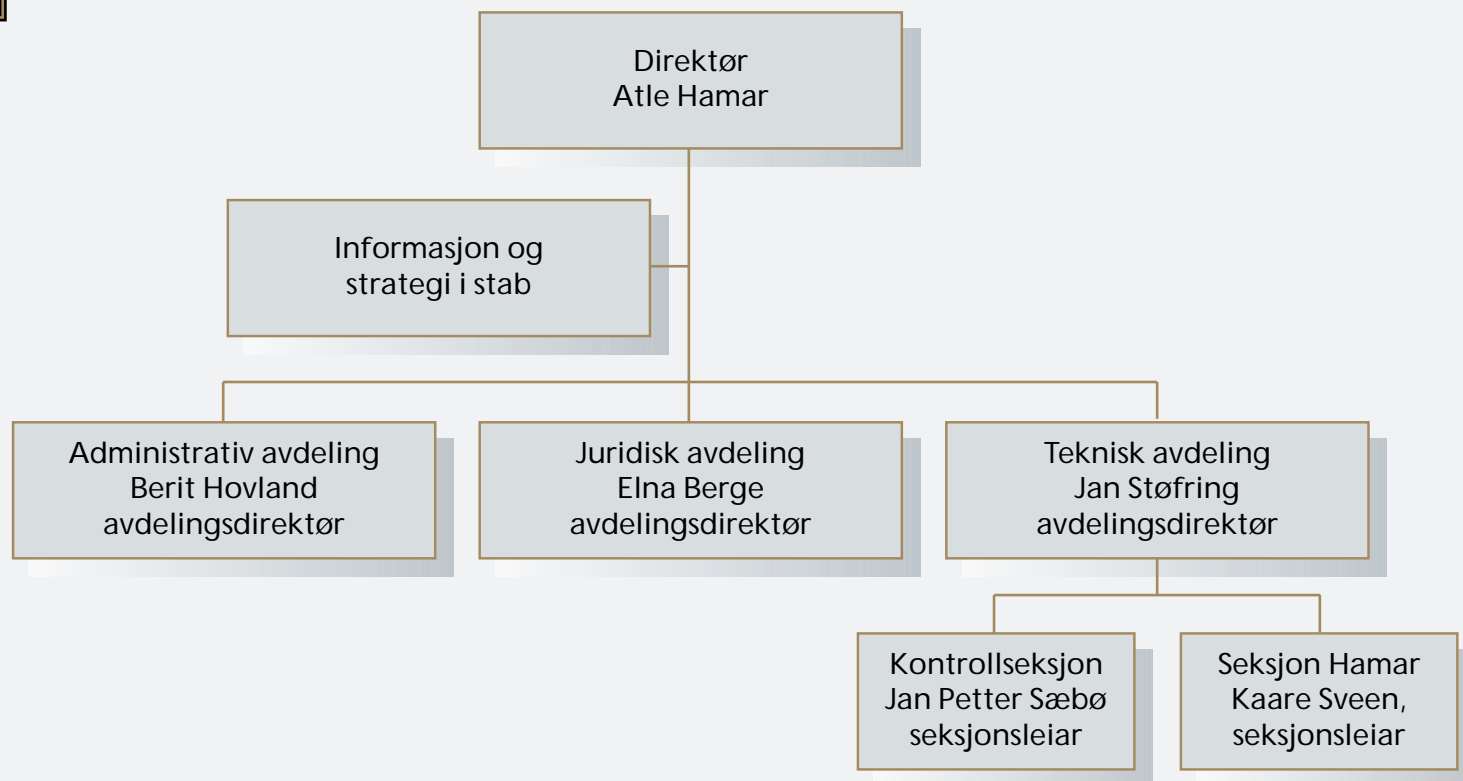 Direktør
Atle Hamar
Informasjon og
strategi i stab
Administrativ avdeling
Berit Hovland
avdelingsdirektør
Juridisk avdeling
Elna Berge
avdelingsdirektør
Teknisk avdeling
Jan Støfring
avdelingsdirektør
Kontrollseksjon
Jan Petter Sæbø
seksjonsleiar
Seksjon Hamar
Kaare Sveen,
seksjonsleiar